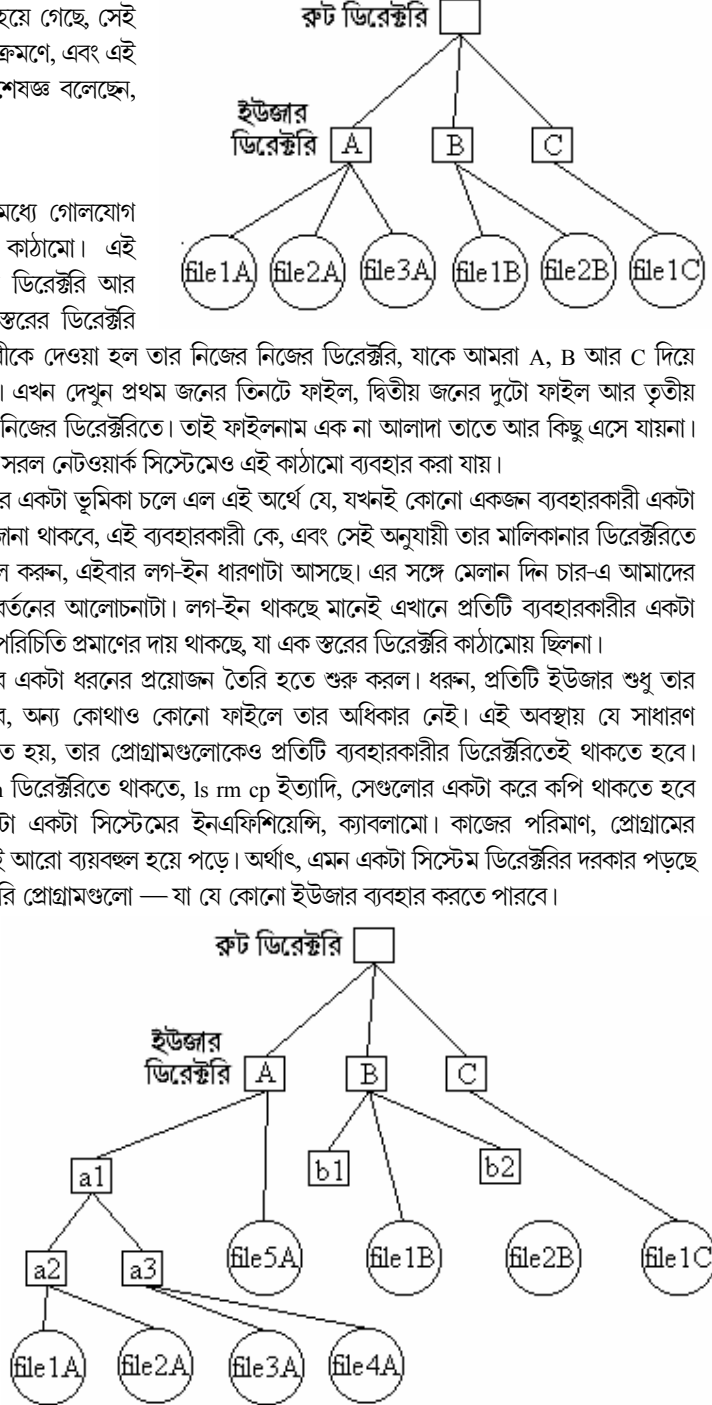 হয়ে গেছে, সেই
ক্রমণে, এবং এই
শেষজ্ঞ বলেছেন,
রুট ডিরেক্টরি
ইউজার
ডিরেক্টরি A B C
file1A file2A file3A file1B file2B file1C
মধ্যে গোলযোগ
কাঠামো। এই
ডিরেক্টরি আর
স্তরের ডিরেক্টরি
রীকে দেওয়া হল তার নিজের নিজের ডিরেক্টরি, যাকে আমরা A, B আর C দিয়ে
। এখন দেখুন প্রথম জনের তিনটে ফাইল, দ্বিতীয় জনের দুটো ফাইল আর তৃতীয়
নিজের ডিরেক্টরিতে। তাই ফাইলনাম এক না আলাদা তাতে আর কিছু এসে যায়না।
সরল নেটওয়ার্ক সিস্টেমেও এই কাঠামো ব্যবহার করা যায়।
র একটা ভূমিকা চলে এল এই অর্থে যে, যখনই কোনো একজন ব্যবহারকারী একটা
জানা থাকবে, এই ব্যবহারকারী কে, এবং সেই অনুযায়ী তার মালিকানার ডিরেক্টরিতে
ল করুন, এইবার লগ-ইন ধারণাটা আসছে। এর সঙ্গে মেলান দিন চার-এ আমাদের
বর্তনের আলোচনাটা। লগ-ইন থাকছে মানেই এখানে প্রতিটি ব্যবহারকারীর একটা
পরিচিতি প্রমাণের দায় থাকছে, যা এক স্তরের ডিরেক্টরি কাঠামোয় ছিলনা।
র একটা ধরনের প্রয়োজন তৈরি হতে শুরু করল। ধরুন, প্রতিটি ইউজার শুধু তার
র, অন্য কোথাও কোনো ফাইলে তার অধিকার নেই। এই অবস্থায় যে সাধারণ
ত হয়, তার প্রোগ্রামগুলোকেও প্রতিটি ব্যবহারকারীর ডিরেক্টরিতেই থাকতে হবে।
ডিরেক্টরিতে থাকতে, ls rm cp ইত্যাদি, সেগুলোর একটা করে কপি থাকতে হবে
টা একটা সিস্টেমের ইনএফিশিয়েন্সি, ক্যাবলামো। কাজের পরিমাণ, প্রোগ্রামের
ই আরো ব্যয়বহুল হয়ে পড়ে। অর্থাৎ, এমন একটা সিস্টেম ডিরেক্টরির দরকার পড়ছে
রি প্রোগ্রামগুলো — যা যে কোনো ইউজার ব্যবহার করতে পারবে।
রুট ডিরেক্টরি
ইউজার
ডিরেক্টরি A B C
a1 b1 b2
a2 a3 file5A file1B file2B file1C
file1A file2A file3A file4A